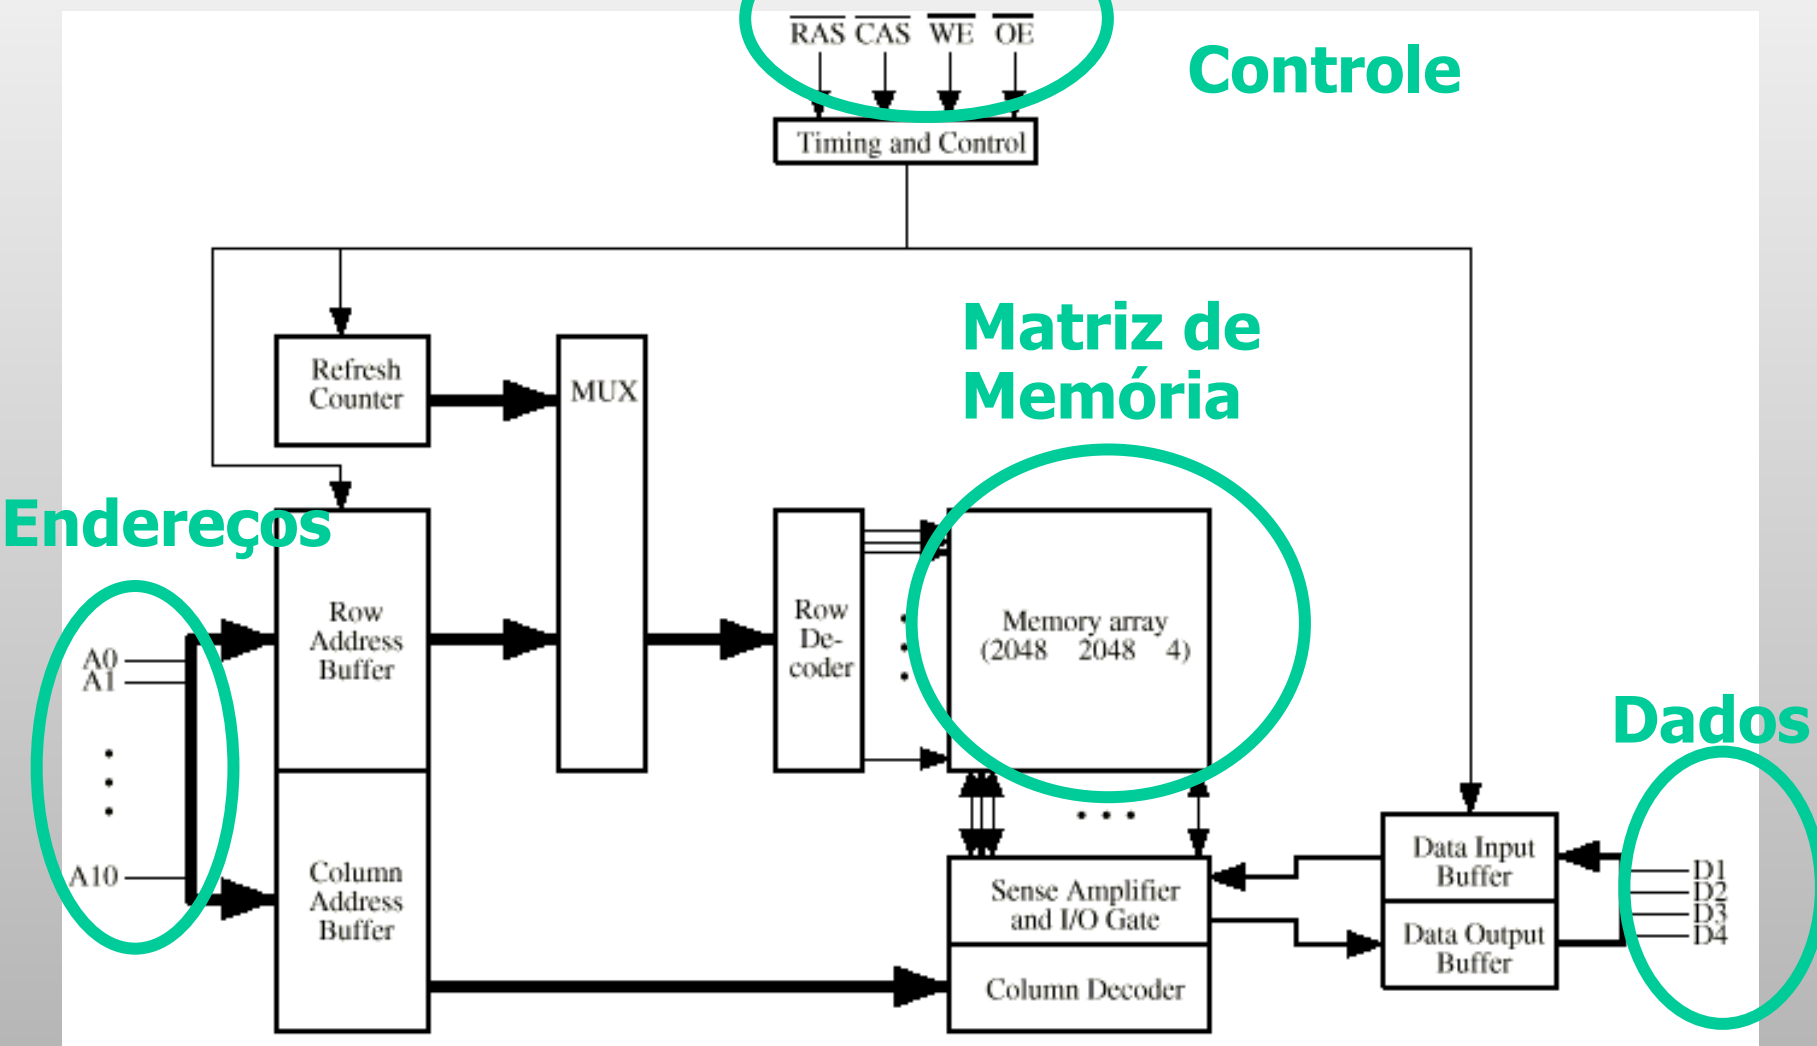 RAS CAS WE OE
Controle
Timing and Control
Matriz de
Memória
Refresh
Counter
MUX
Endereços
Row
Address
Buffer
Row
De-
coder
Memory array
(2048 2048 4)
A0
A1
A10
Dados
Column
Address
Buffer
Sense Amplifier
and I/O Gate
Column Decoder
Data Input
Buffer
Data Output
Buffer
D1
D2
D3
D4